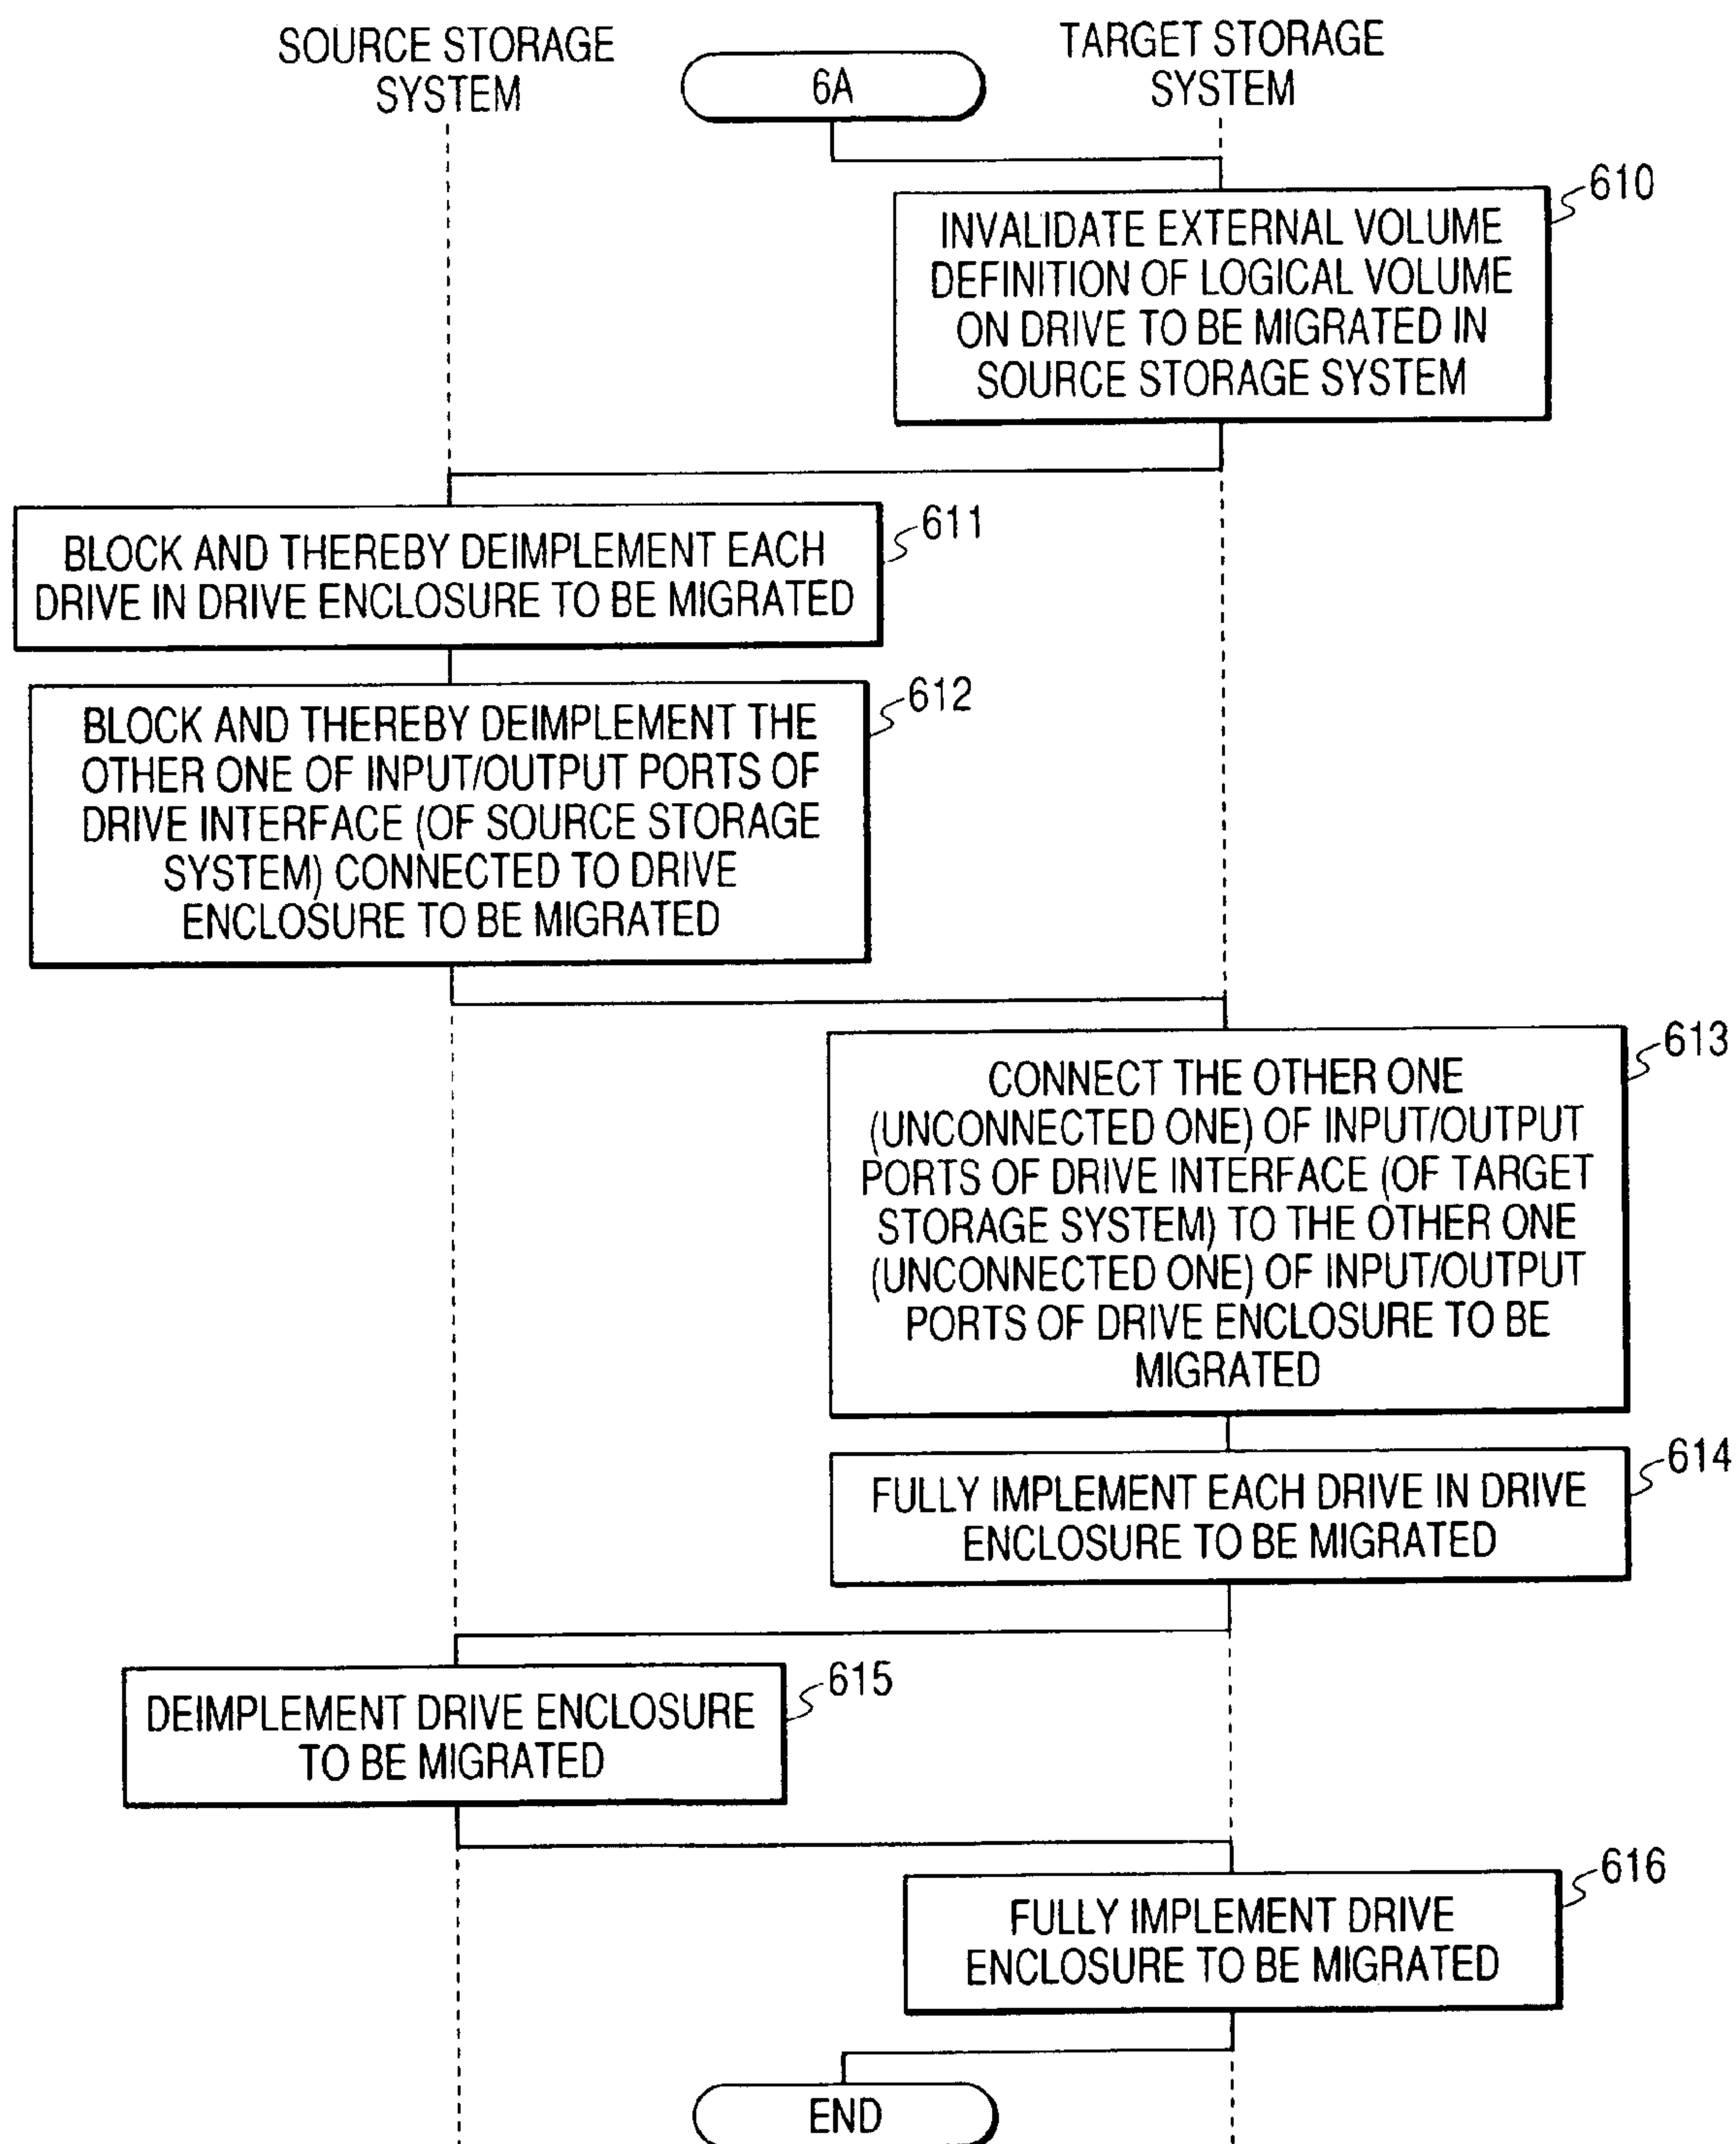 SOURCE STORAGE
SYSTEM
6A
TARGET STORAGE
SYSTEM
610
INVALIDATE EXTERNAL VOLUME
DEFINITION OF LOGICAL VOLUME
ON DRIVE TO BE MIGRATED IN
SOURCE STORAGE SYSTEM
611
BLOCK AND THEREBY DEIMPLEMENT EACH
DRIVE IN DRIVE ENCLOSURE TO BE MIGRATED
612
BLOCK AND THEREBY DEIMPLEMENT THE
OTHER ONE OF INPUT/OUTPUT PORTS OF
DRIVE INTERFACE (OF SOURCE STORAGE
SYSTEM) CONNECTED TO DRIVE
ENCLOSURE TO BE MIGRATED
613
CONNECT THE OTHER ONE
(UNCONNECTED ONE) OF INPUT/OUTPUT
PORTS OF DRIVE INTERFACE (OF TARGET
STORAGE SYSTEM) TO THE OTHER ONE
(UNCONNECTED ONE) OF INPUT/OUTPUT
PORTS OF DRIVE ENCLOSURE TO BE
MIGRATED
614
FULLY IMPLEMENT EACH DRIVE IN DRIVE
ENCLOSURE TO BE MIGRATED
615
DEIMPLEMENT DRIVE ENCLOSURE
TO BE MIGRATED
616
FULLY IMPLEMENT DRIVE
ENCLOSURE TO BE MIGRATED
END